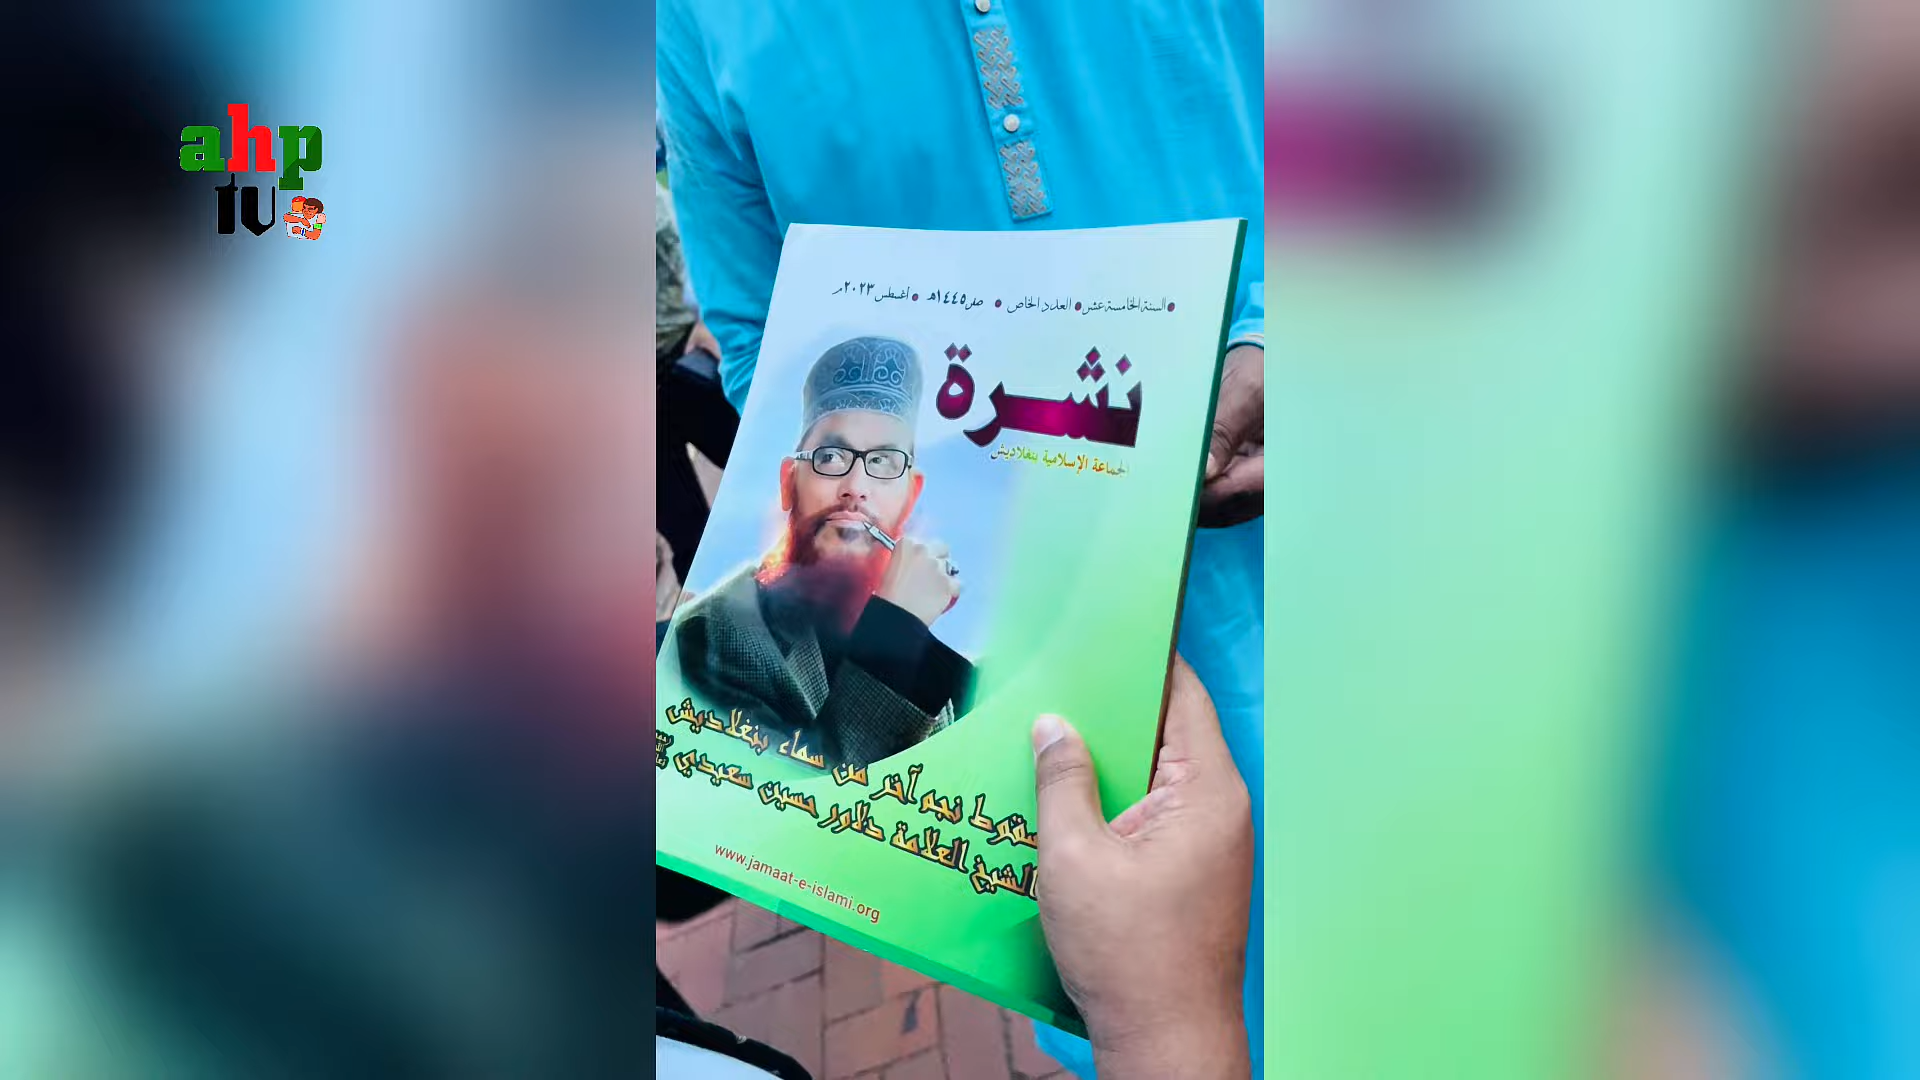 ahp
tv
السنة الخامسة عشر • العدد الخاص • صفر ١٤٤٥هـ • أغسطس ٢٠٢٣م
نشرة
الجماعة الإسلامية بنغلاديش
سقوط نجم آخر من سماء بنغلاديش
الشيخ العلامة دلاور حسين سعيدي
www.jamaat-e-islami.org